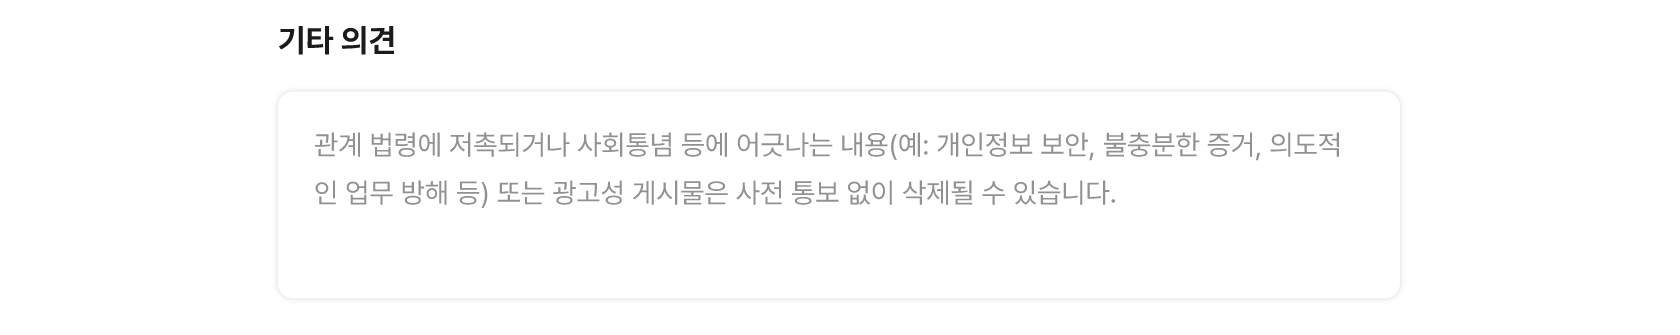 기타 의견
관계 법령에 저촉되거나 사회통념 등에 어긋나는 내용(예: 개인정보 보안, 불충분한 증거, 의도적
인 업무 방해 등) 또는 광고성 게시물은 사전 통보 없이 삭제될 수 있습니다.